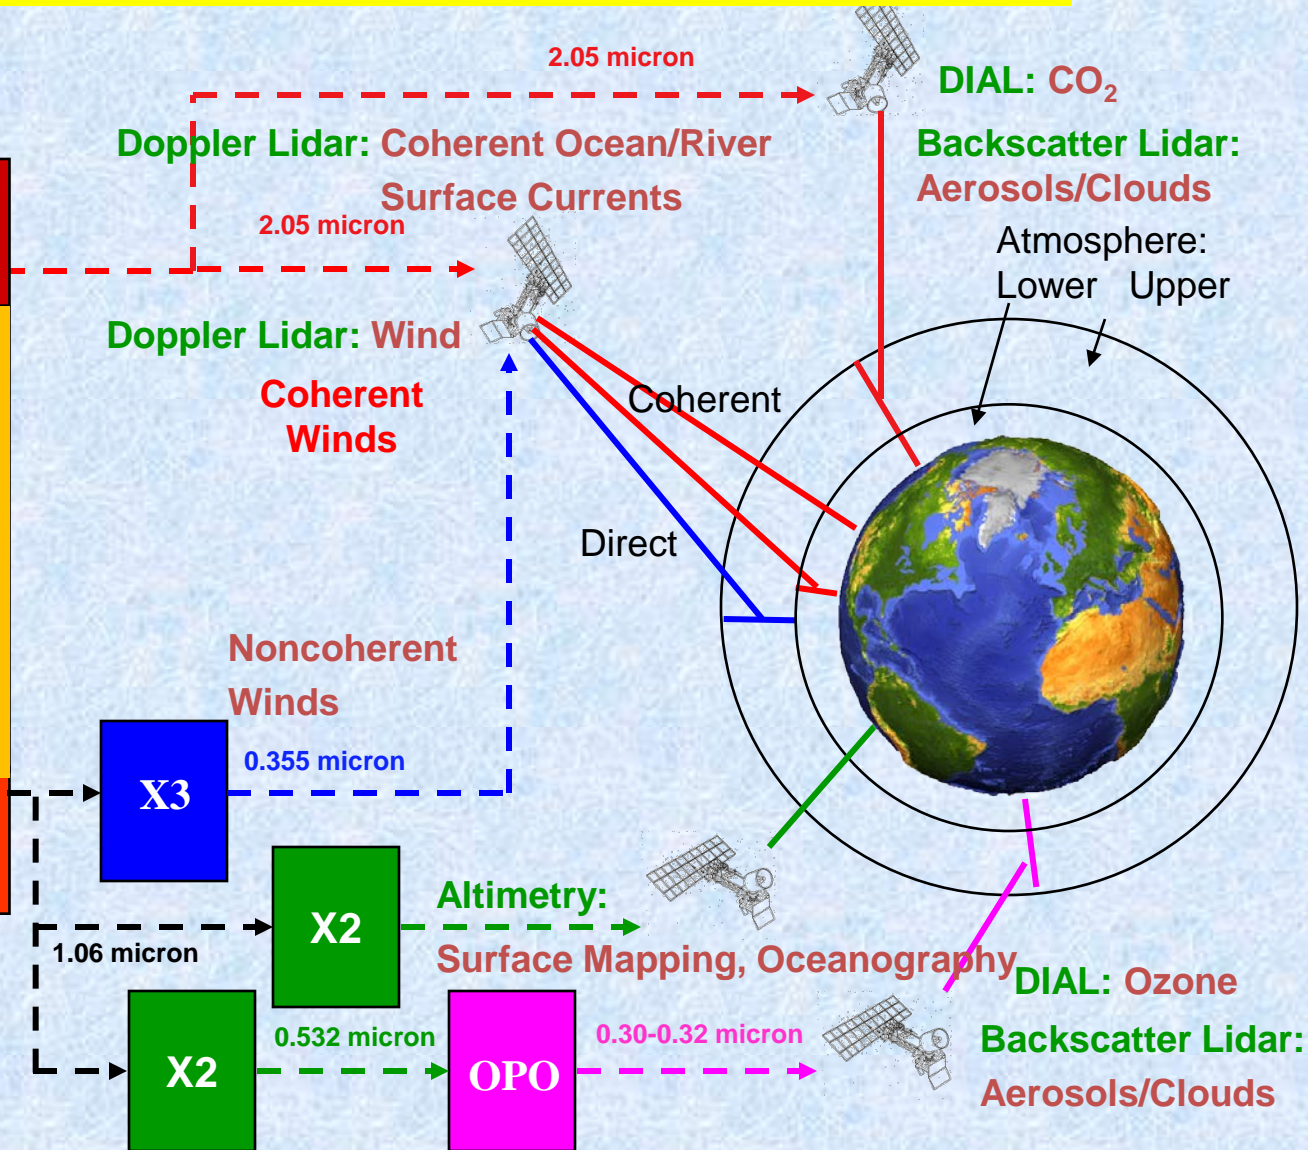 2.05 micron
DIAL: CO₂
Doppler Lidar: Coherent Ocean/River
Surface Currents
Backscatter Lidar:
Aerosols/Clouds
2.05 micron
Atmosphere:
Lower Upper
Doppler Lidar: Wind
Coherent
Winds
Coherent
Direct
Noncoherent
Winds
0.355 micron
X3
Altimetry:
X2
1.06 micron
Surface Mapping, Oceanography
DIAL: Ozone
0.532 micron
0.30-0.32 micron
Backscatter Lidar:
X2
OPO
Aerosols/Clouds